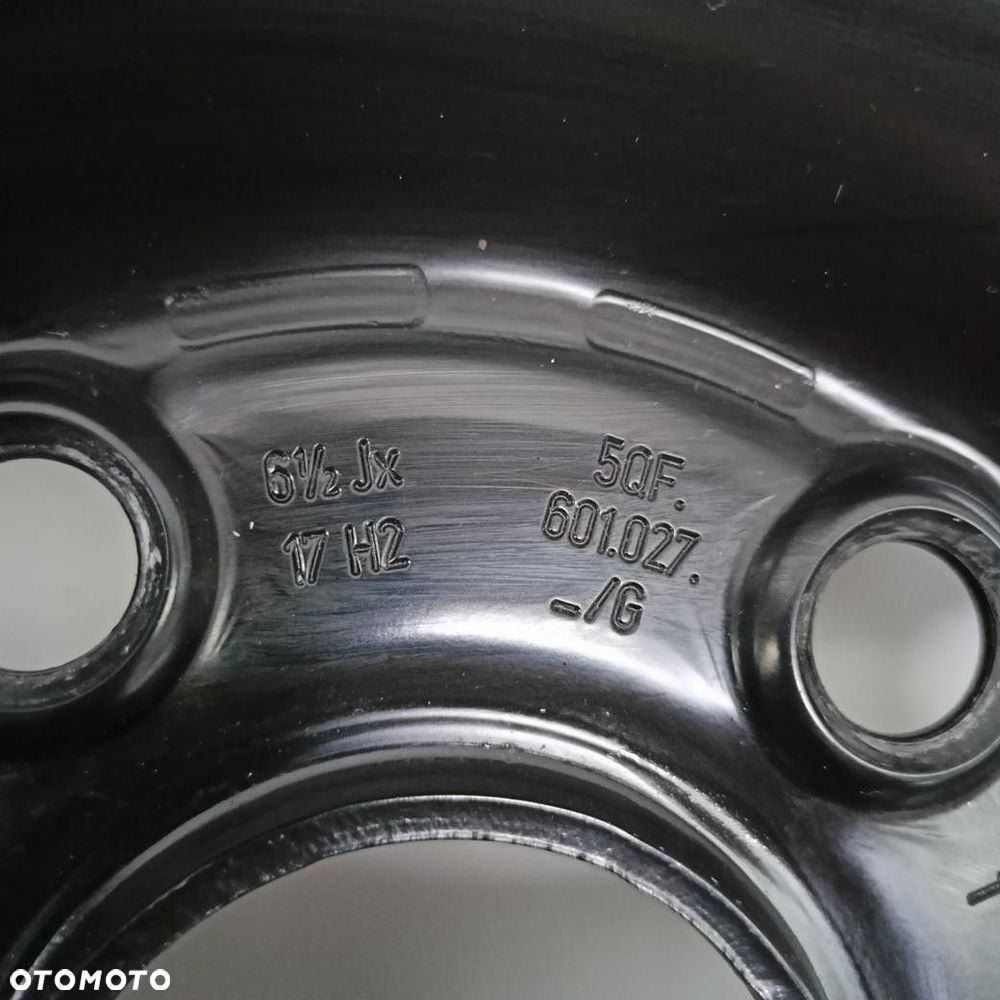 6½ Jx
17 H2
5QF.
601.027.
-/G
OTOMOTO